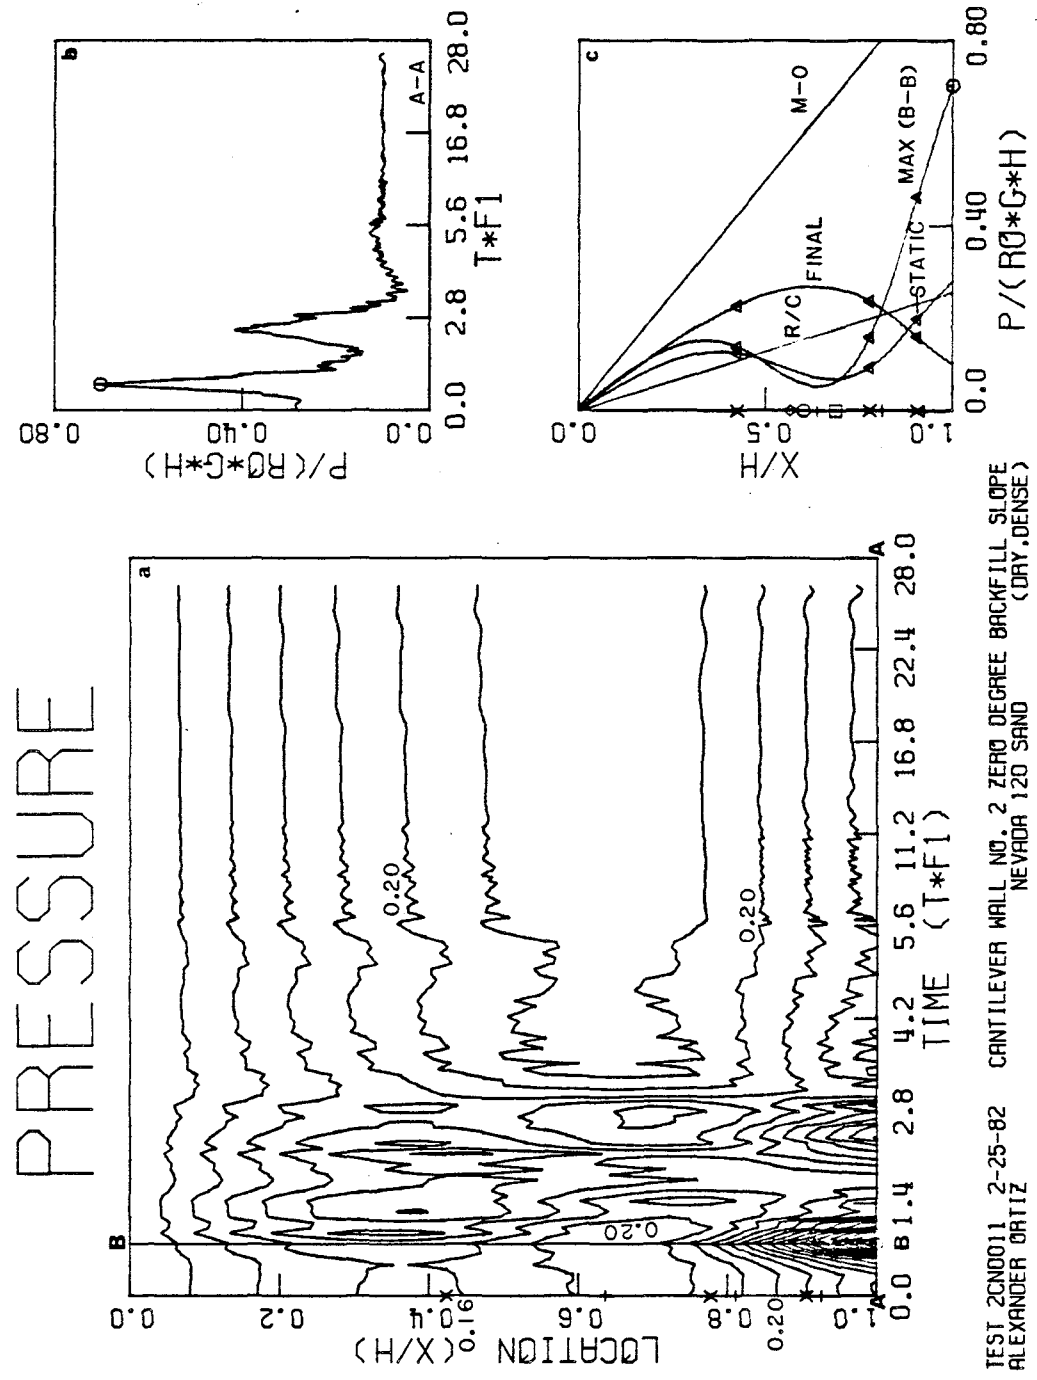 PRESSURE
a
B
0.0
0.2
0.4
0.6
0.8
1.0
LOCATION (X/H)
0.16
0.20
0.20
0.20
0.20
A
A
0.0 B 1.4 2.8 4.2 5.6 11.2 16.8 22.4 28.0
TIME (T*F1)
b
0.80
0.40
0.0
P/(RO*G*H)
A-A
0.0 2.8 5.6 16.8 28.0
T*F1
c
0.0
0.5
1.0
X/H
M-O
R/C
FINAL
STATIC
MAX (B-B)
0.0 0.40 0.80
P/(RO*G*H)
TEST 2CN0011 2-25-82 CANTILEVER WALL NO. 2 ZERO DEGREE BACKFILL SLOPE
ALEXANDER ORTIZ NEVADA 120 SAND (DRY,DENSE)